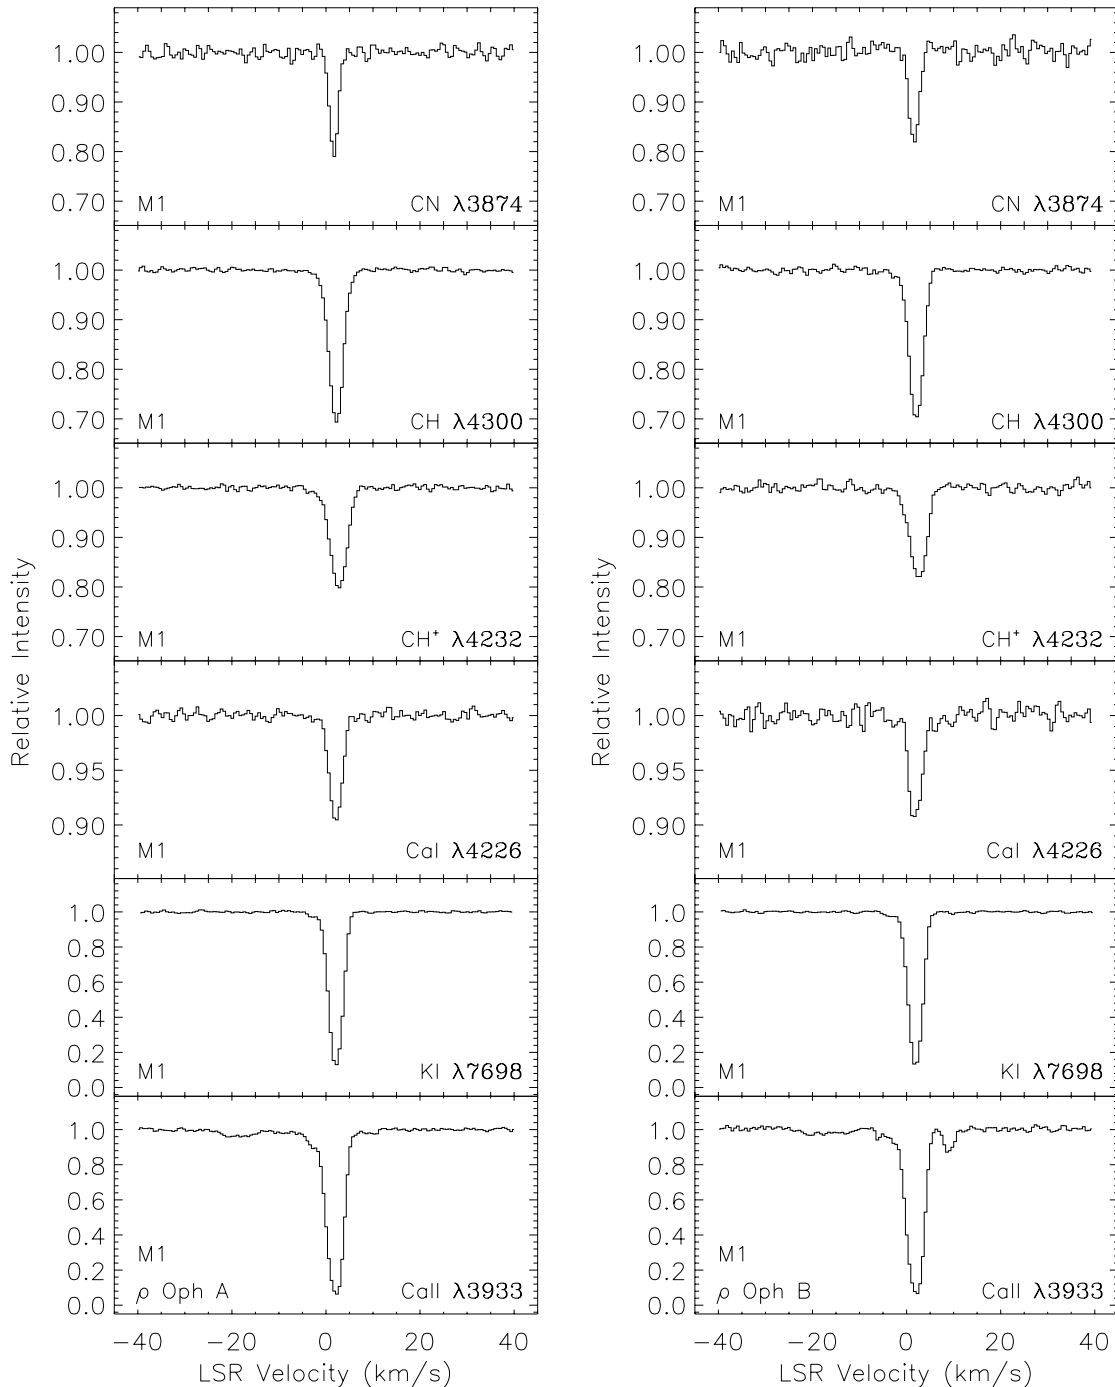 1.00
0.90
0.80
0.70
M1 CN λ3874
1.00
0.90
0.80
0.70
M1 CH λ4300
1.00
0.90
0.80
0.70
M1 CH⁺ λ4232
1.00
0.95
0.90
M1 CaI λ4226
1.0
0.8
0.6
0.4
0.2
0.0
M1 KI λ7698
1.0
0.8
0.6
0.4
0.2
0.0
M1
ρ Oph A CaII λ3933
−40 −20 0 20 40
LSR Velocity (km/s)
Relative Intensity
1.00
0.90
0.80
0.70
M1 CN λ3874
1.00
0.90
0.80
0.70
M1 CH λ4300
1.00
0.90
0.80
0.70
M1 CH⁺ λ4232
1.00
0.95
0.90
M1 CaI λ4226
1.0
0.8
0.6
0.4
0.2
0.0
M1 KI λ7698
1.0
0.8
0.6
0.4
0.2
0.0
M1
ρ Oph B CaII λ3933
−40 −20 0 20 40
LSR Velocity (km/s)
Relative Intensity